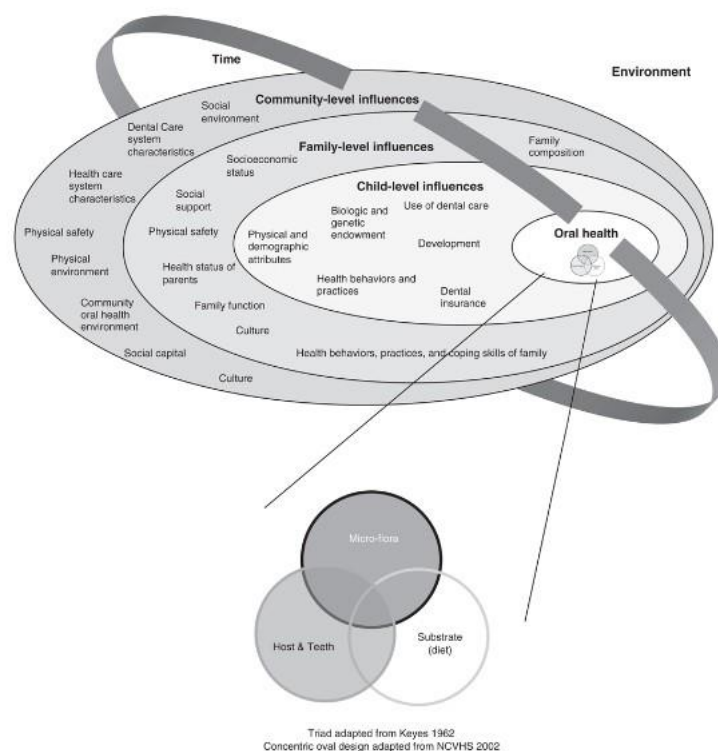 Time
Environment
Community-level influences
Social
environment
Dental Care
system
characteristics
Health care
system
characteristics
Physical safety
Physical
environment
Community
oral health
environment
Social capital
Culture
Family-level influences
Family
composition
Socioeconomic
status
Social
support
Physical safety
Health status of
parents
Family function
Culture
Health behaviors, practices, and coping skills of family
Child-level influences
Use of dental care
Biologic and
genetic
endowment
Physical and
demographic
attributes
Development
Health behaviors and
practices
Dental
insurance
Oral health
Micro-flora
Host & Teeth
Substrate
(diet)
Triad adapted from Keyes 1962
Concentric oval design adapted from NCVHS 2002